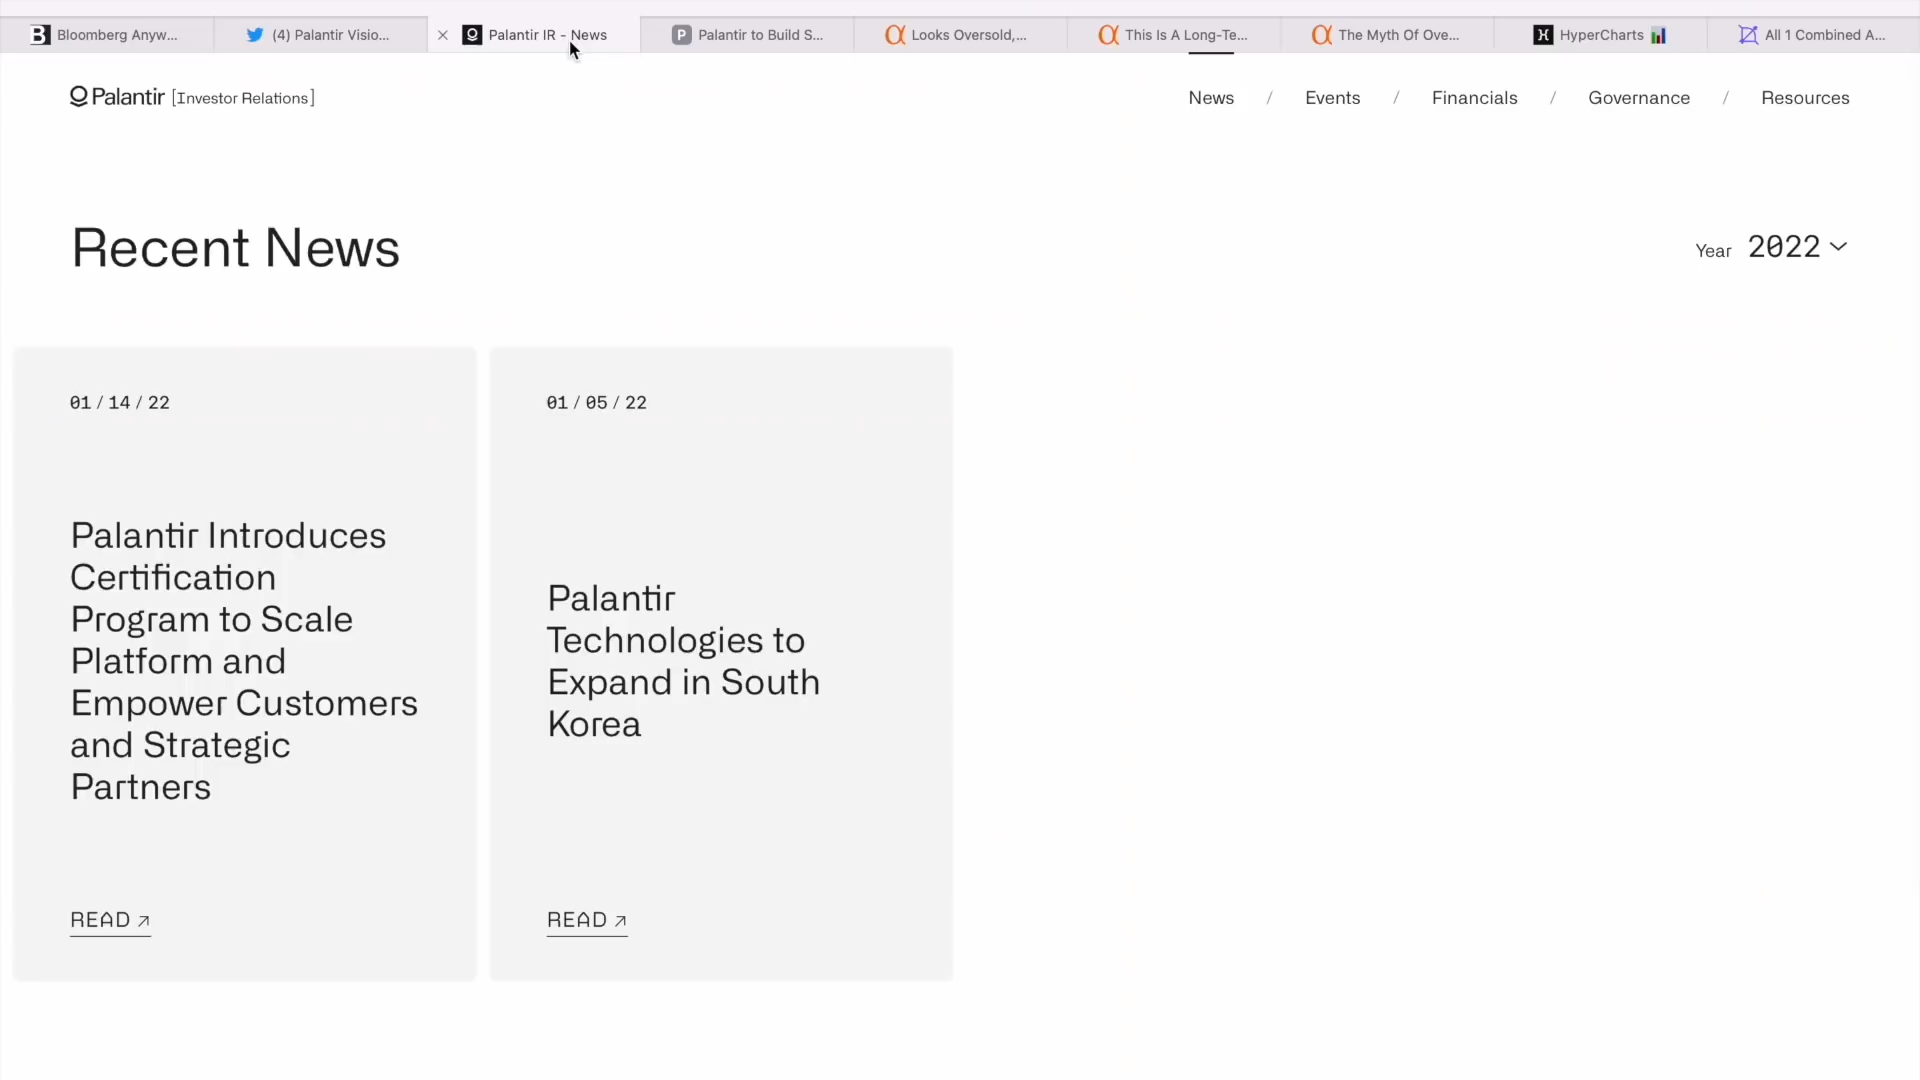 Bloomberg Anyw...
(4) Palantir Visio...
Palantir IR - News
Palantir to Build S...
Looks Oversold,...
This Is A Long-Te...
The Myth Of Ove...
HyperCharts
All 1 Combined A...
Palantir [Investor Relations]
News / Events / Financials / Governance / Resources
Recent News
Year 2022
01 / 14 / 22
Palantir Introduces
Certification
Program to Scale
Platform and
Empower Customers
and Strategic
Partners
READ ↗
01 / 05 / 22
Palantir
Technologies to
Expand in South
Korea
READ ↗